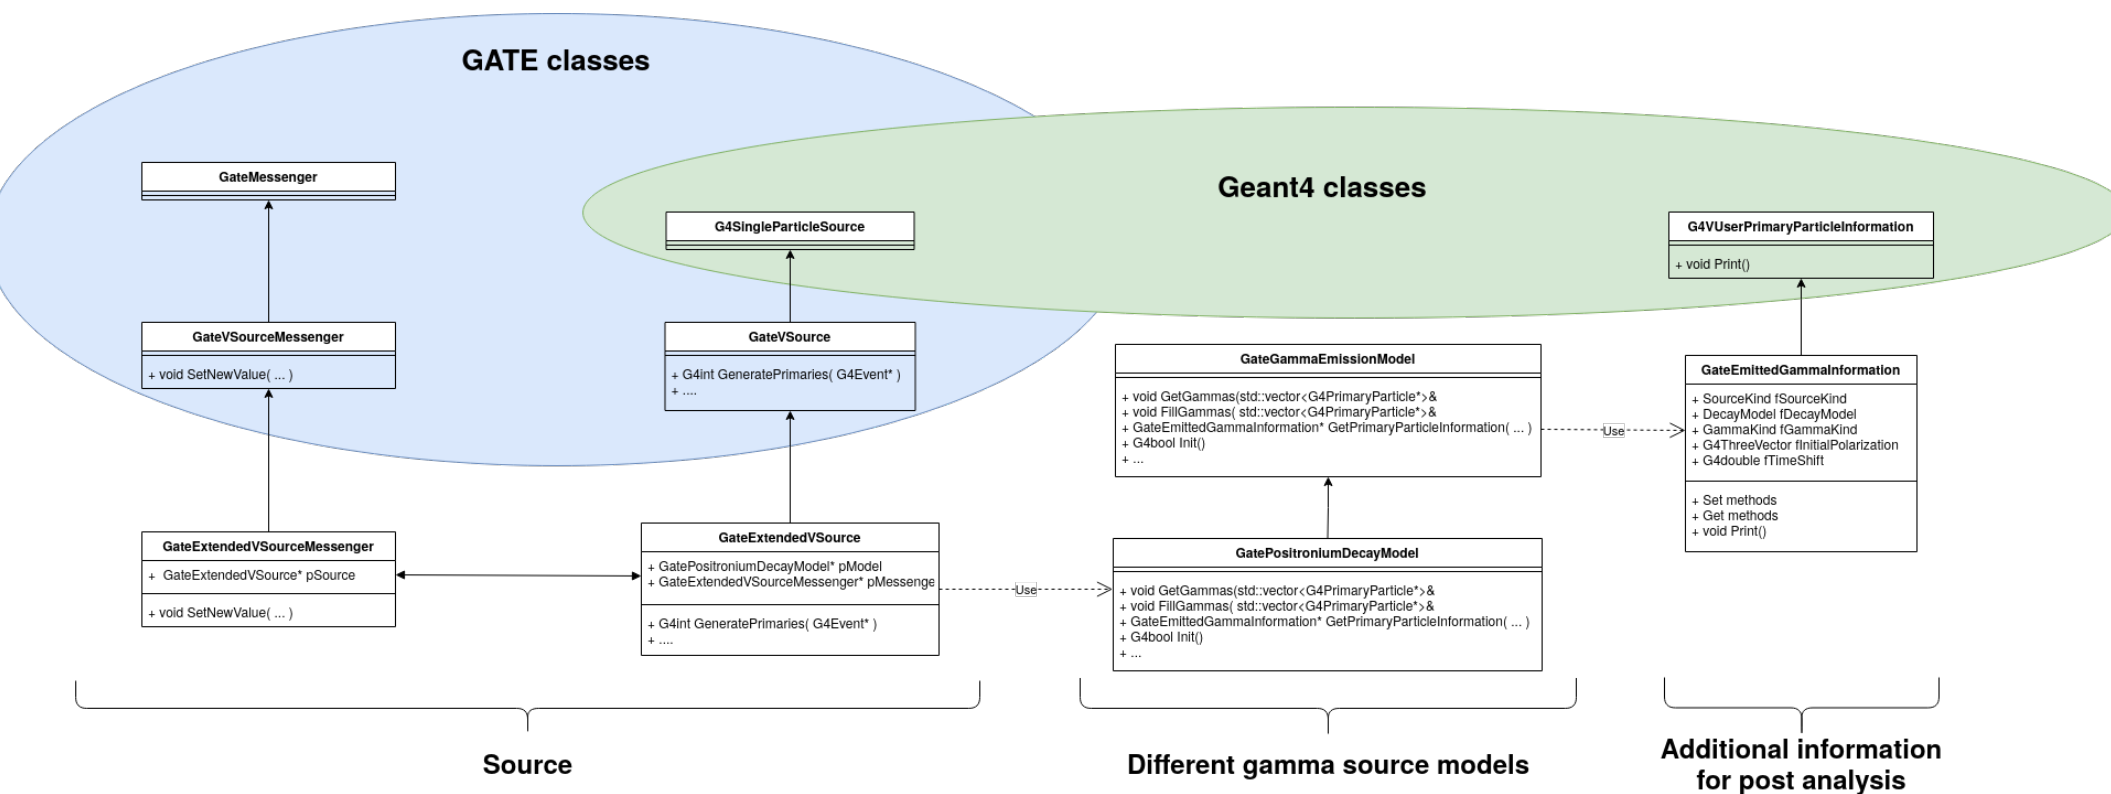 GATE classes
Geant4 classes
GateMessenger
G4SingleParticleSource
G4VUserPrimaryParticleInformation
+ void Print()
GateVSourceMessenger
+ void SetNewValue( ... )
GateVSource
+ G4int GeneratePrimaries( G4Event* )
+ ....
GateGammaEmissionModel
+ void GetGammas(std::vector<G4PrimaryParticle*>&
+ void FillGammas( std::vector<G4PrimaryParticle*>&
+ GateEmittedGammaInformation* GetPrimaryParticleInformation( ... )
+ G4bool Init()
+ ...
Use
GateEmittedGammaInformation
+ SourceKind fSourceKind
+ DecayModel fDecayModel
+ GammaKind fGammaKind
+ G4ThreeVector fInitialPolarization
+ G4double fTimeShift
+ Set methods
+ Get methods
+ void Print()
GateExtendedVSourceMessenger
+ GateExtendedVSource* pSource
+ void SetNewValue( ... )
GateExtendedVSource
+ GatePositroniumDecayModel* pModel
+ GateExtendedVSourceMessenger* pMessenge
+ G4int GeneratePrimaries( G4Event* )
+ ....
Use
GatePositroniumDecayModel
+ void GetGammas(std::vector<G4PrimaryParticle*>&
+ void FillGammas( std::vector<G4PrimaryParticle*>&
+ GateEmittedGammaInformation* GetPrimaryParticleInformation( ... )
+ G4bool Init()
+ ...
Source
Different gamma source models
Additional information
for post analysis